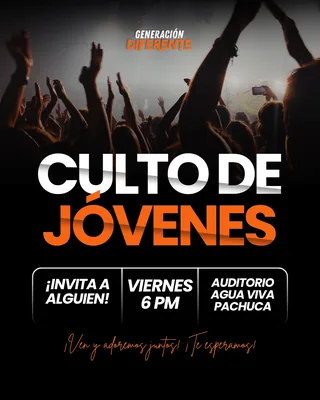 GENERACIÓN
DIFERENTE
CULTO DE
JÓVENES
¡INVITA A
ALGUIEN!
VIERNES
6 PM
AUDITORIO
AGUA VIVA
PACHUCA
¡Ven y adoremos juntos! ¡Te esperamos!